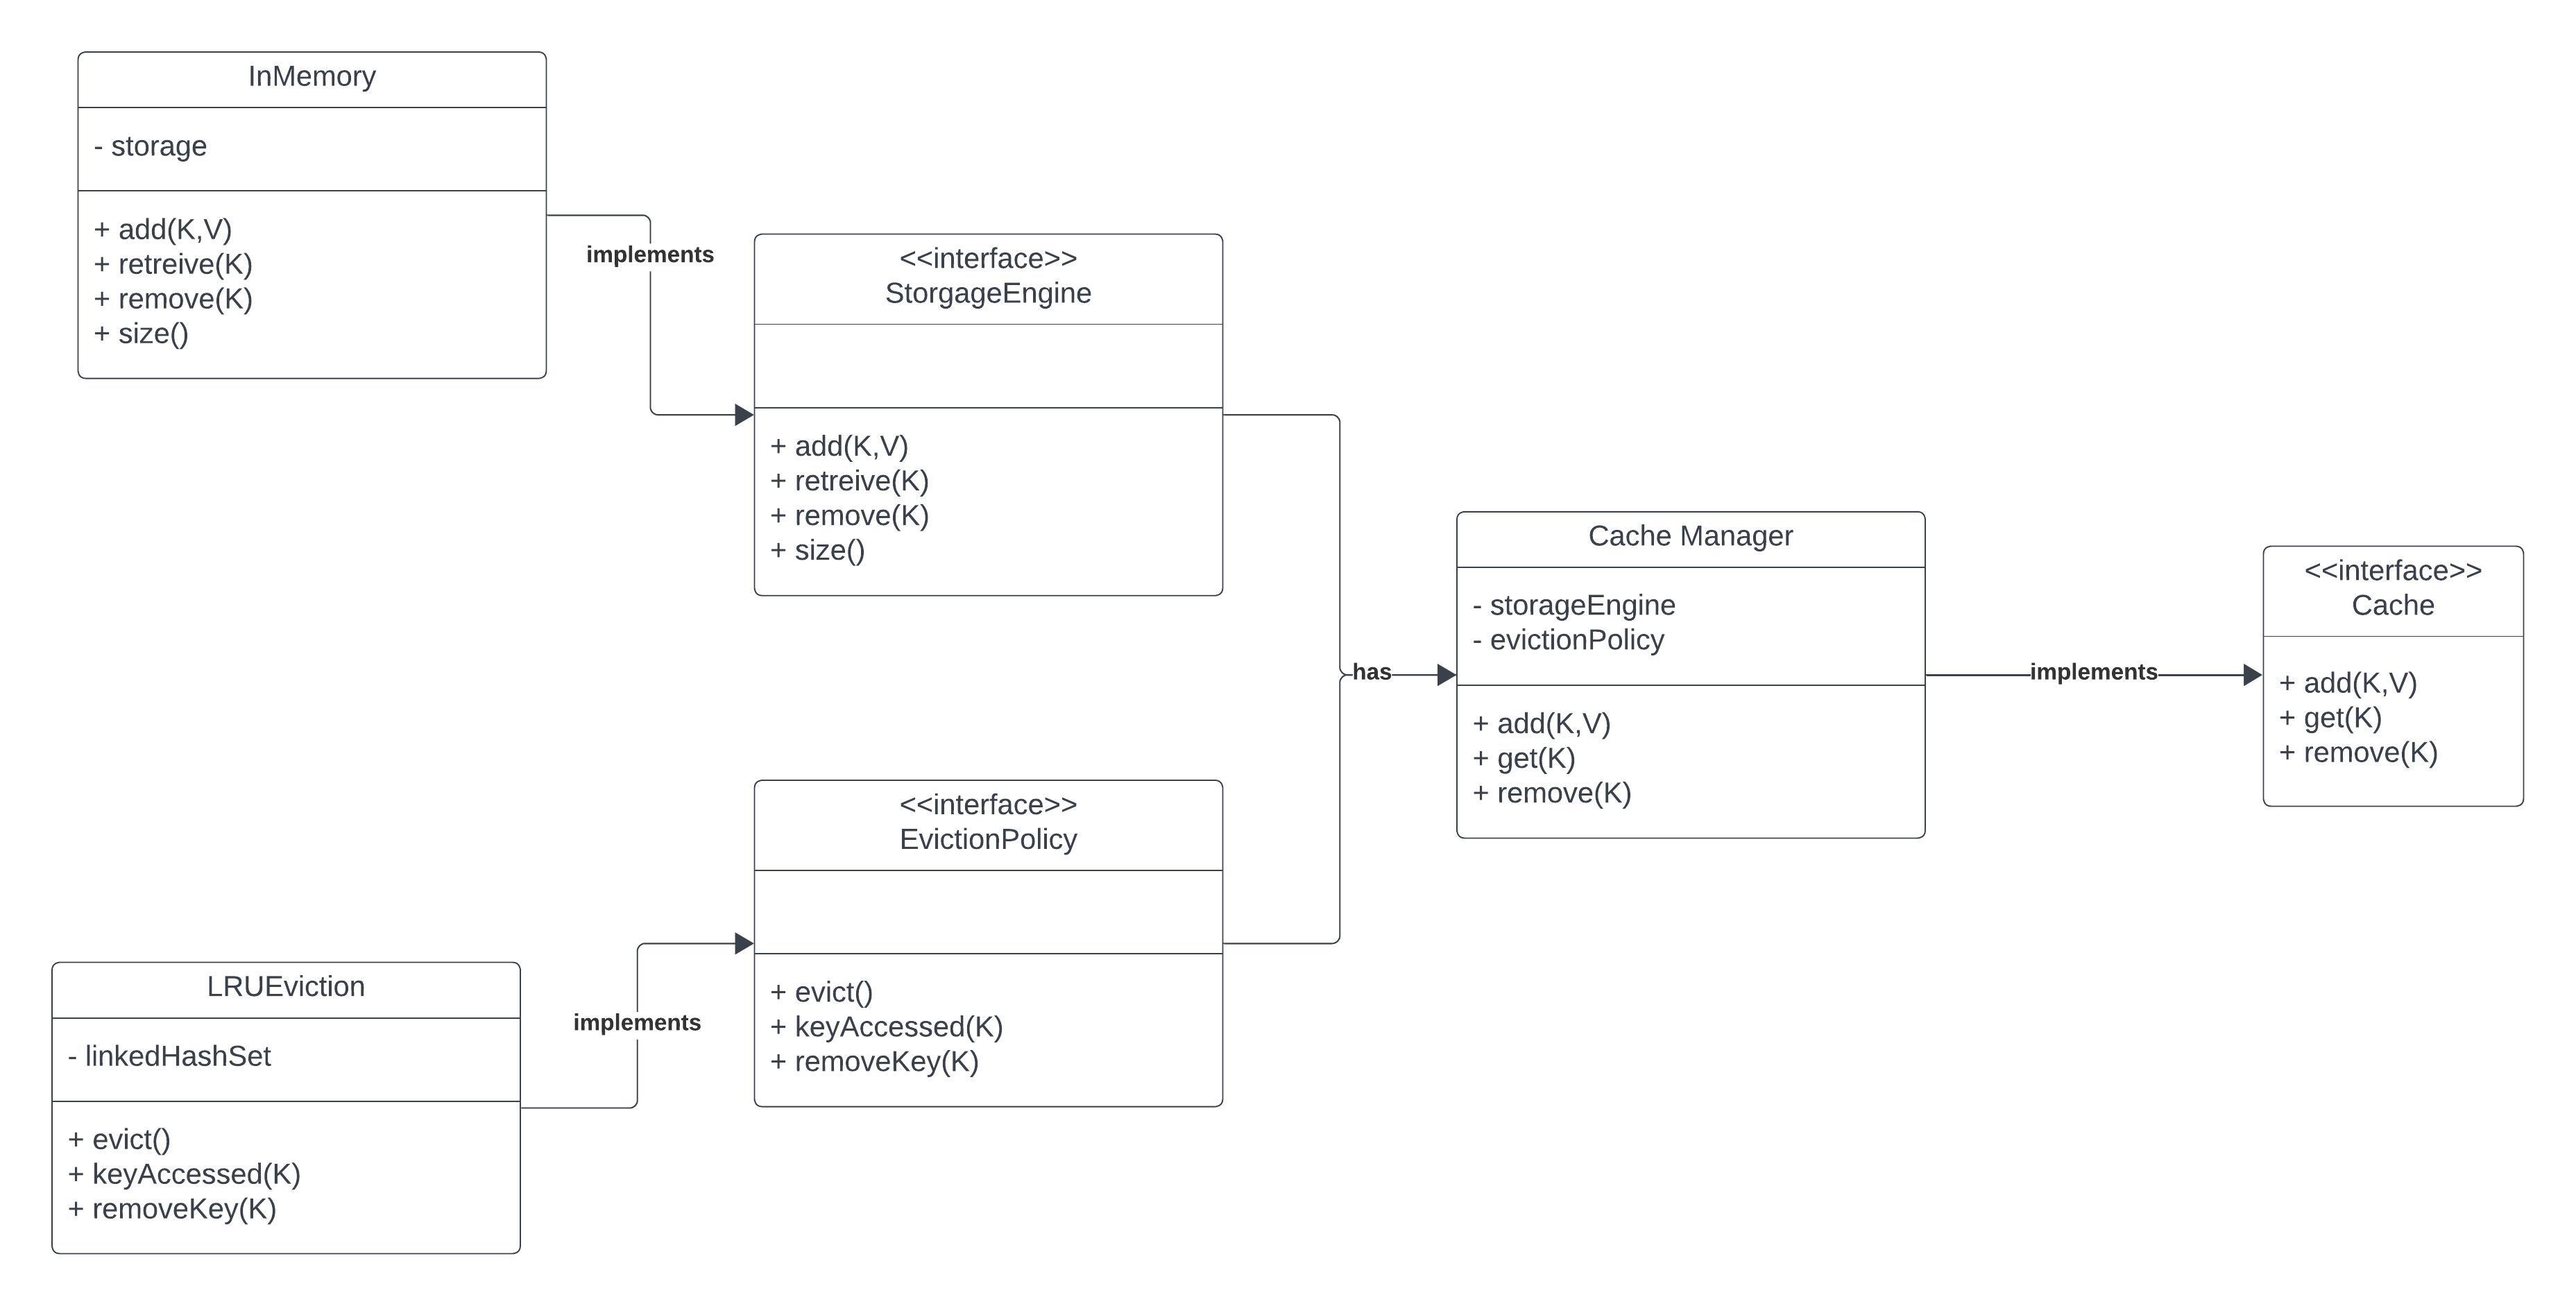 InMemory
- storage
+ add(K,V)
+ retreive(K)
+ remove(K)
+ size()
implements
<<interface>>
StorgageEngine
+ add(K,V)
+ retreive(K)
+ remove(K)
+ size()
LRUEviction
- linkedHashSet
+ evict()
+ keyAccessed(K)
+ removeKey(K)
implements
<<interface>>
EvictionPolicy
+ evict()
+ keyAccessed(K)
+ removeKey(K)
has
Cache Manager
- storageEngine
- evictionPolicy
+ add(K,V)
+ get(K)
+ remove(K)
implements
<<interface>>
Cache
+ add(K,V)
+ get(K)
+ remove(K)